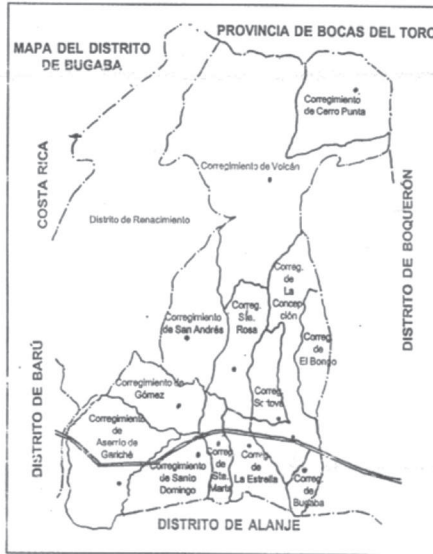 MAPA DEL DISTRITO
DE BUGABA
PROVINCIA DE BOCAS DEL TORO
Corregimiento
de Cerro Punta
COSTA RICA
Corregimiento de Volcán
DISTRITO DE BOQUERÓN
Distrito de Renacimiento
Correg.
de
La
Concep
ción
Correg.
Sta.
Rosa
Corregimiento
de San Andrés
Correg.
de
El Bongo
Corregimiento de
Gómez
Correg.
DISTRITO DE BARÚ
Corregimiento
de
Aserrio de
Gariché
Corregimiento
de Santo
Domingo
Correg.
de
Sta.
Marta
Correg.
de
La Estrella
Correg.
de
Bugaba
DISTRITO DE ALANJE